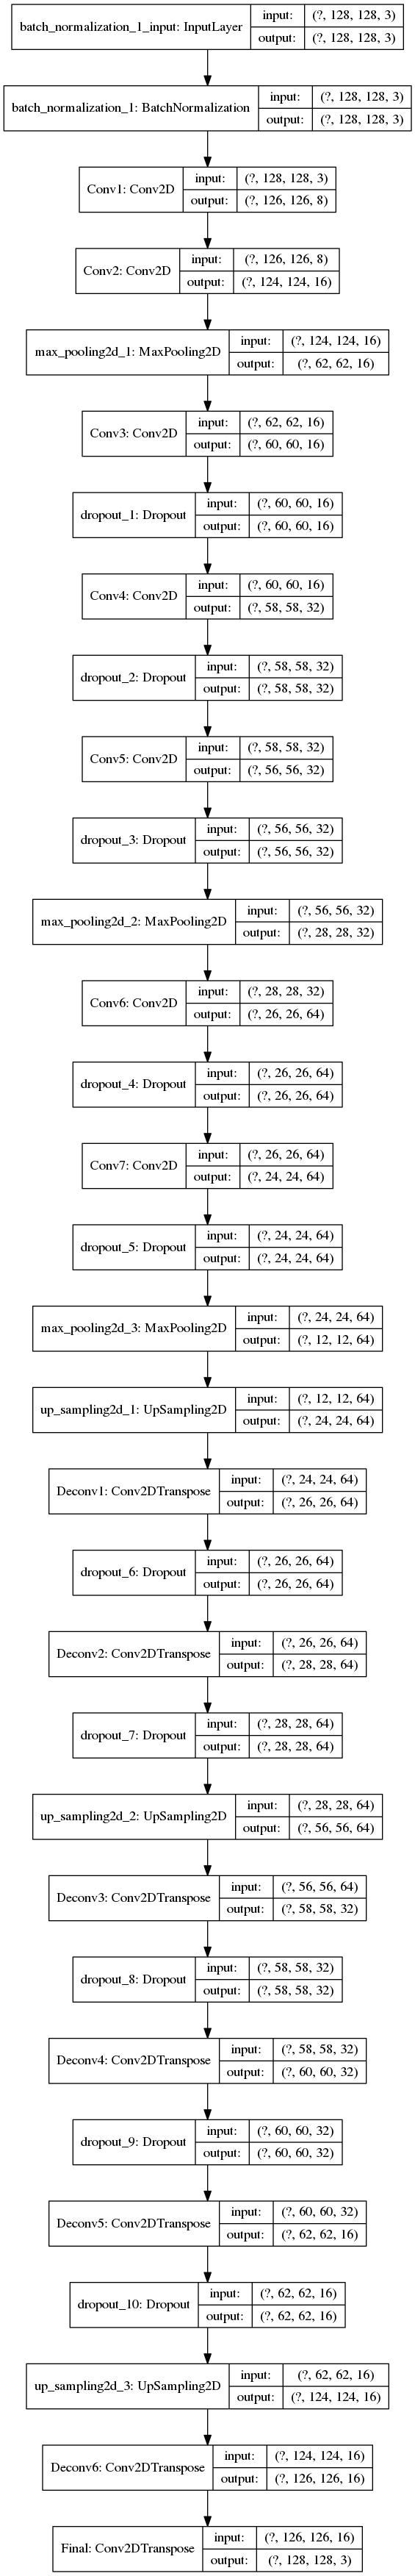 batch_normalization_1_input: InputLayer
input: (?, 128, 128, 3)
output: (?, 128, 128, 3)
batch_normalization_1: BatchNormalization
input: (?, 128, 128, 3)
output: (?, 128, 128, 3)
Conv1: Conv2D
input: (?, 128, 128, 3)
output: (?, 126, 126, 8)
Conv2: Conv2D
input: (?, 126, 126, 8)
output: (?, 124, 124, 16)
max_pooling2d_1: MaxPooling2D
input: (?, 124, 124, 16)
output: (?, 62, 62, 16)
Conv3: Conv2D
input: (?, 62, 62, 16)
output: (?, 60, 60, 16)
dropout_1: Dropout
input: (?, 60, 60, 16)
output: (?, 60, 60, 16)
Conv4: Conv2D
input: (?, 60, 60, 16)
output: (?, 58, 58, 32)
dropout_2: Dropout
input: (?, 58, 58, 32)
output: (?, 58, 58, 32)
Conv5: Conv2D
input: (?, 58, 58, 32)
output: (?, 56, 56, 32)
dropout_3: Dropout
input: (?, 56, 56, 32)
output: (?, 56, 56, 32)
max_pooling2d_2: MaxPooling2D
input: (?, 56, 56, 32)
output: (?, 28, 28, 32)
Conv6: Conv2D
input: (?, 28, 28, 32)
output: (?, 26, 26, 64)
dropout_4: Dropout
input: (?, 26, 26, 64)
output: (?, 26, 26, 64)
Conv7: Conv2D
input: (?, 26, 26, 64)
output: (?, 24, 24, 64)
dropout_5: Dropout
input: (?, 24, 24, 64)
output: (?, 24, 24, 64)
max_pooling2d_3: MaxPooling2D
input: (?, 24, 24, 64)
output: (?, 12, 12, 64)
up_sampling2d_1: UpSampling2D
input: (?, 12, 12, 64)
output: (?, 24, 24, 64)
Deconv1: Conv2DTranspose
input: (?, 24, 24, 64)
output: (?, 26, 26, 64)
dropout_6: Dropout
input: (?, 26, 26, 64)
output: (?, 26, 26, 64)
Deconv2: Conv2DTranspose
input: (?, 26, 26, 64)
output: (?, 28, 28, 64)
dropout_7: Dropout
input: (?, 28, 28, 64)
output: (?, 28, 28, 64)
up_sampling2d_2: UpSampling2D
input: (?, 28, 28, 64)
output: (?, 56, 56, 64)
Deconv3: Conv2DTranspose
input: (?, 56, 56, 64)
output: (?, 58, 58, 32)
dropout_8: Dropout
input: (?, 58, 58, 32)
output: (?, 58, 58, 32)
Deconv4: Conv2DTranspose
input: (?, 58, 58, 32)
output: (?, 60, 60, 32)
dropout_9: Dropout
input: (?, 60, 60, 32)
output: (?, 60, 60, 32)
Deconv5: Conv2DTranspose
input: (?, 60, 60, 32)
output: (?, 62, 62, 16)
dropout_10: Dropout
input: (?, 62, 62, 16)
output: (?, 62, 62, 16)
up_sampling2d_3: UpSampling2D
input: (?, 62, 62, 16)
output: (?, 124, 124, 16)
Deconv6: Conv2DTranspose
input: (?, 124, 124, 16)
output: (?, 126, 126, 16)
Final: Conv2DTranspose
input: (?, 126, 126, 16)
output: (?, 128, 128, 3)